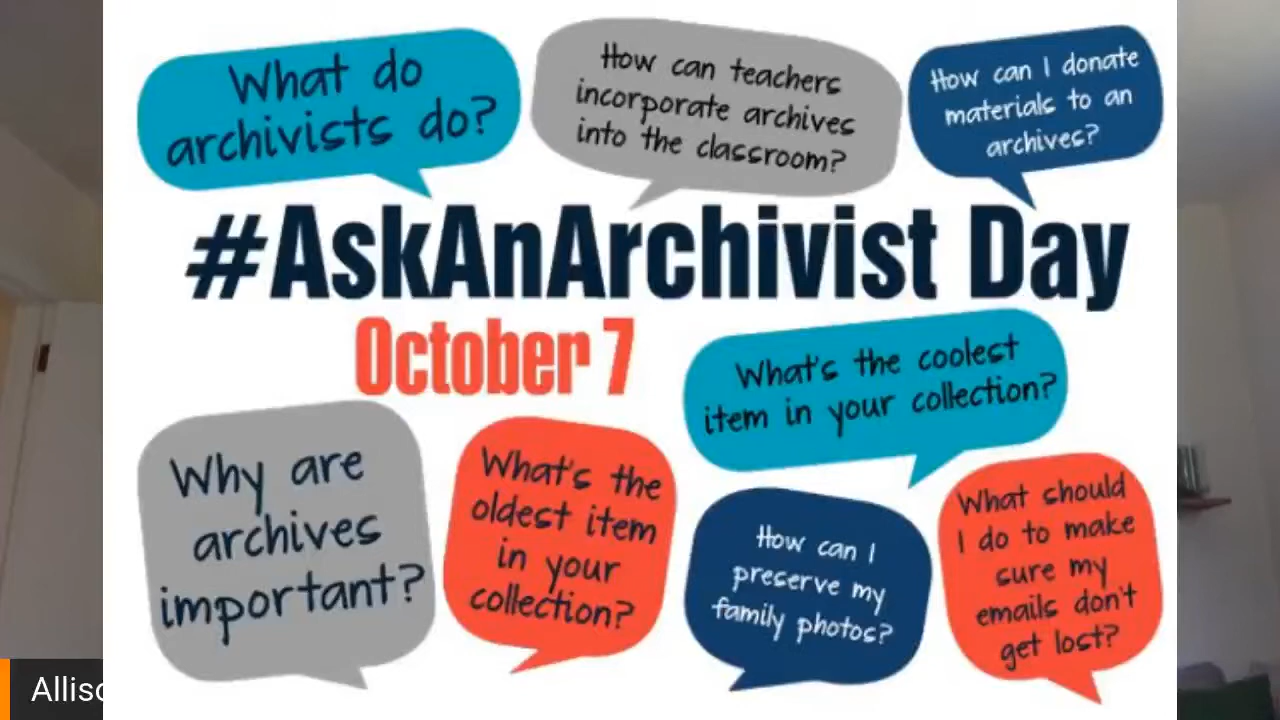 What do
archivists do?
How can teachers
incorporate archives
into the classroom?
How can I donate
materials to an
archives?
#AskAnArchivist Day
October 7
What's the coolest
item in your collection?
Why are
archives
important?
What's the
oldest item
in your
collection?
How can I
preserve my
family photos?
What should
I do to make
sure my
emails don't
get lost?